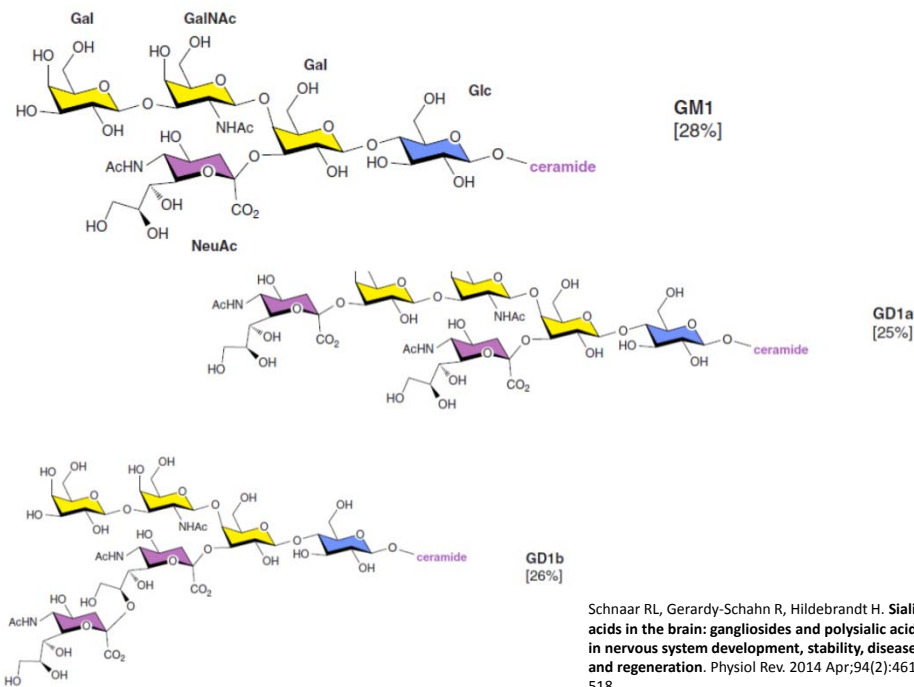 Gal GalNAc
HO OH HO OH
Gal
HO O O OH
OH NHAc
Glc
OH
GM1
[28%]
HO
AcHN O O OH HO OH O ceramide
HO OH OH CO2
NeuAc
HO
AcHN O O O O OH OH
OH NHAc
GD1a
[25%]
HO OH OH CO2
HO
AcHN O O OH HO OH O ceramide
HO OH OH CO2
HO OH HO OH
HO O O OH OH
OH NHAc
HO
AcHN O O OH HO OH O ceramide
GD1b
[26%]
HO OH CO2
O
HO
AcHN O CO2
HO OH OH
Schnaar RL, Gerardy-Schahn R, Hildebrandt H. Siali
acids in the brain: gangliosides and polysialic acid
in nervous system development, stability, disease
and regeneration. Physiol Rev. 2014 Apr;94(2):461
518